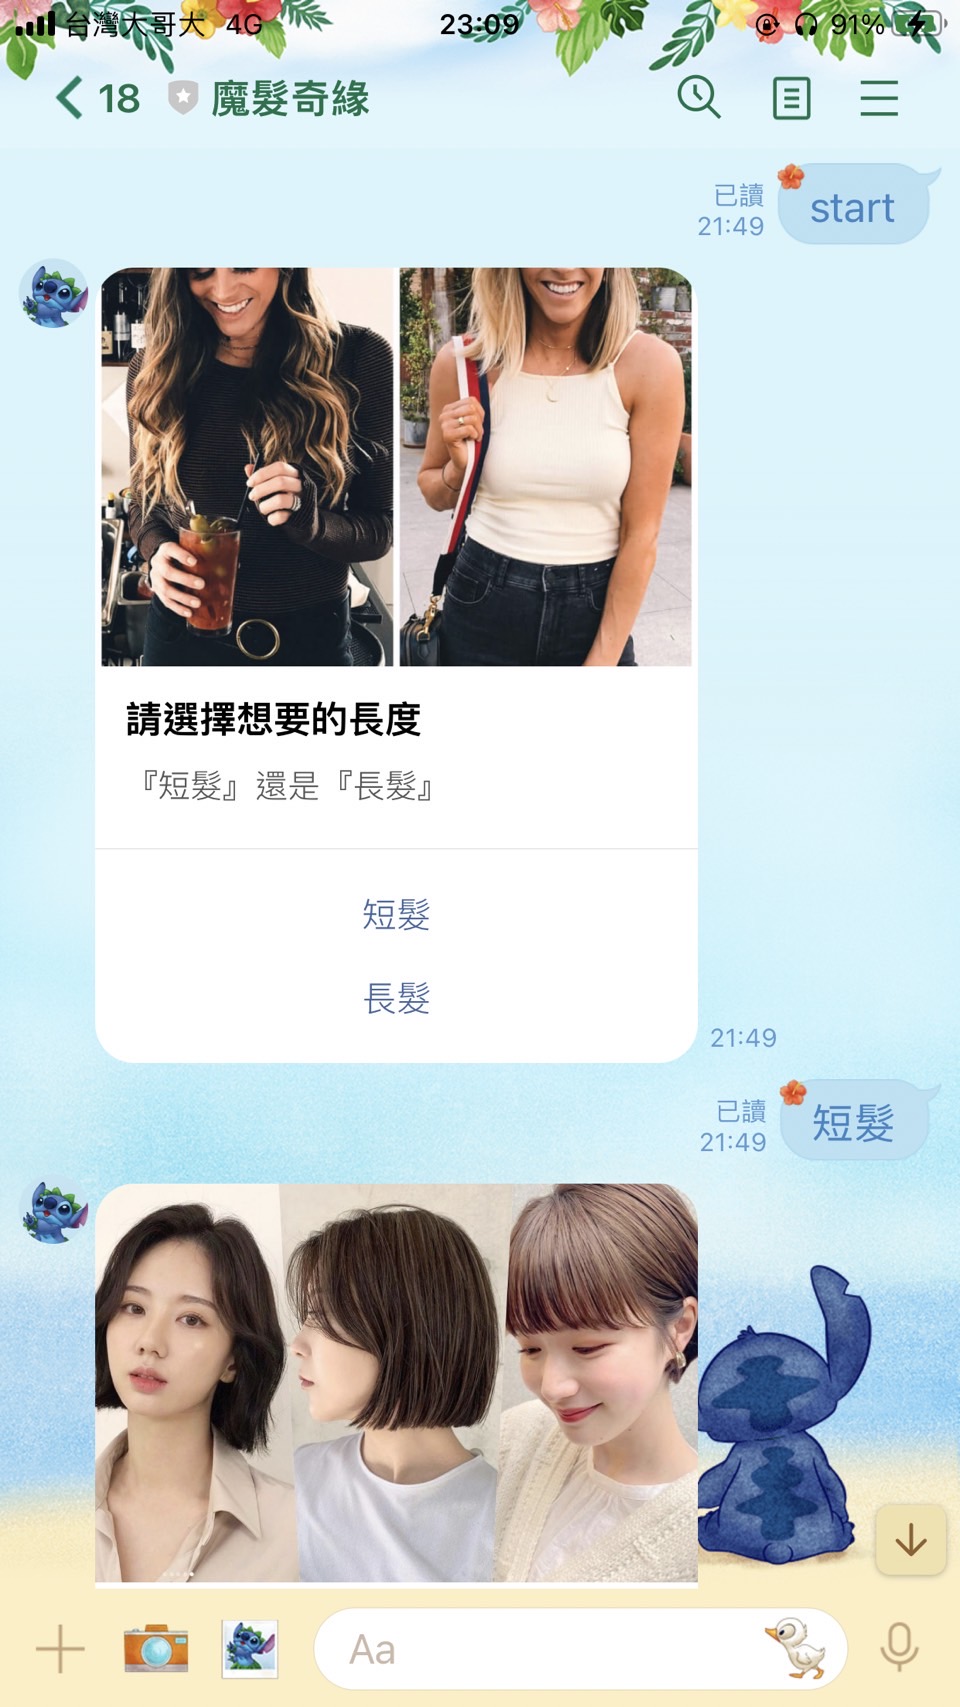 台灣大哥大 4G 23:09 91%
18 魔髮奇緣
已讀
21:49
start
請選擇想要的長度
『短髮』還是『長髮』
短髮
長髮
21:49
已讀
21:49
短髮
Aa